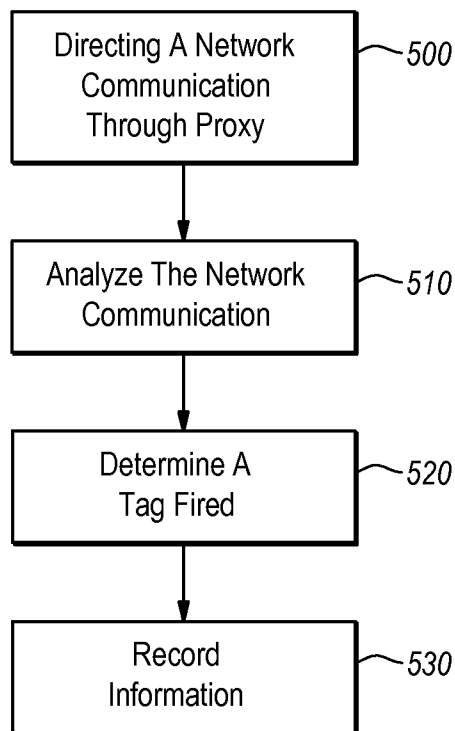 Directing A Network
Communication
Through Proxy
500
Analyze The Network
Communication
510
Determine A
Tag Fired
520
Record
Information
530